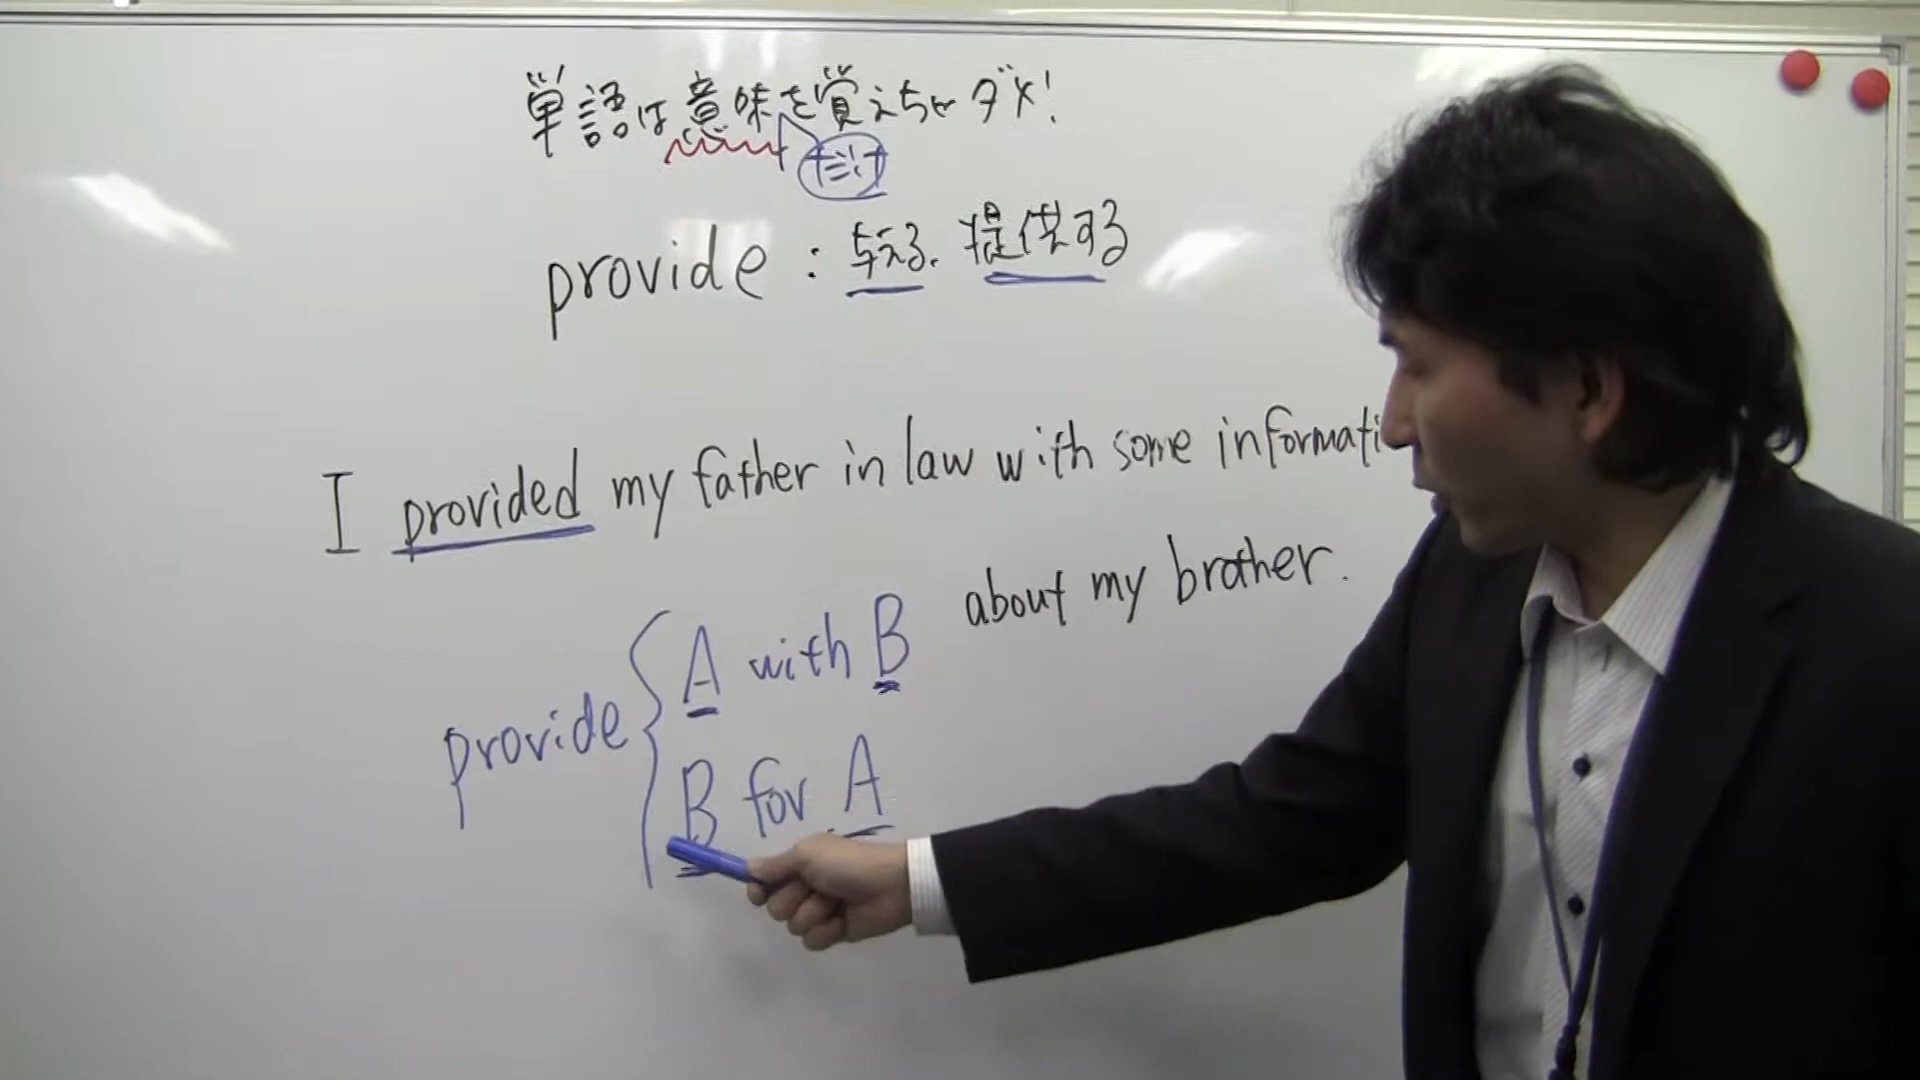 単語は意味を覚えちゃダメ!
だけ
provide : 与える. 提供する
I provided my father in law with some informati
about my brother.
provide { A with B
B for A